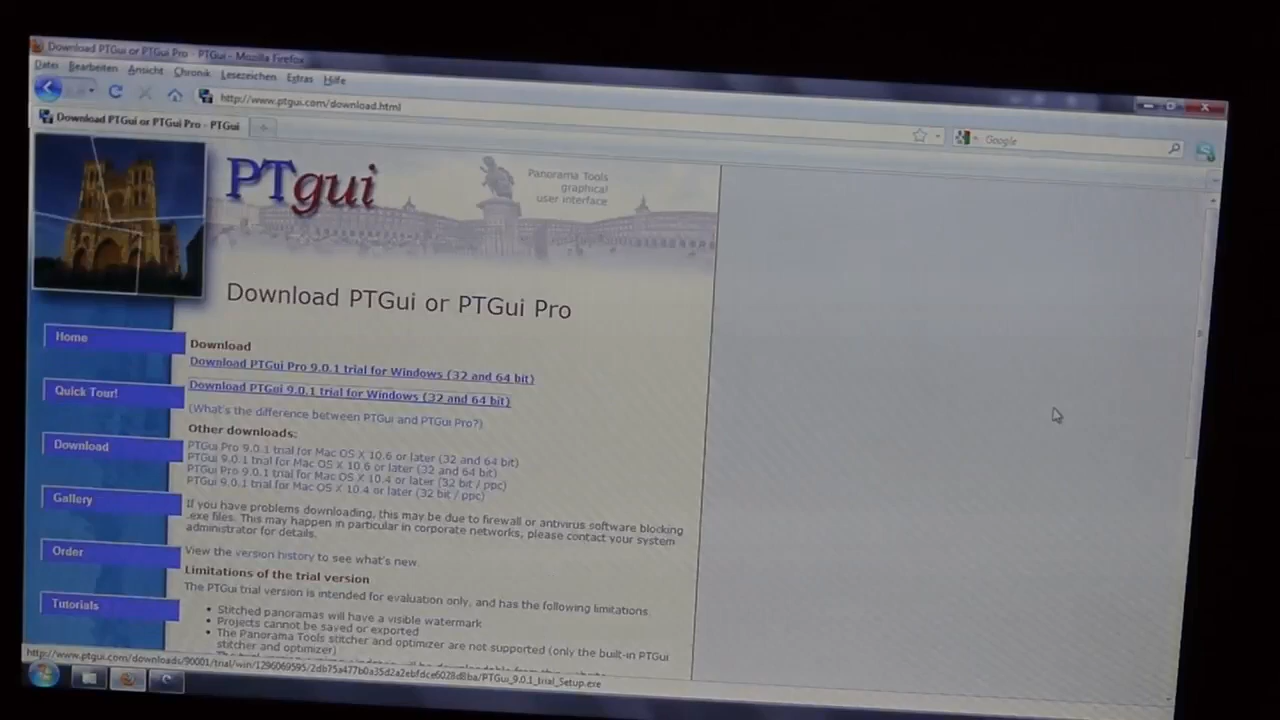 Download PTGui or PTGui Pro - PTGui - Mozilla Firefox
Datei Bearbeiten Ansicht Chronik Lesezeichen Extras Hilfe
http://www.ptgui.com/download.html
Google
Download PTGui or PTGui Pro - PTGui
PTgui
Panorama Tools
graphical
user interface
Download PTGui or PTGui Pro
Home
Quick Tour!
Download
Gallery
Order
Tutorials
Download
Download PTGui Pro 9.0.1 trial for Windows (32 and 64 bit)
Download PTGui 9.0.1 trial for Windows (32 and 64 bit)
(What's the difference between PTGui and PTGui Pro?)
Other downloads:
PTGui Pro 9.0.1 trial for Mac OS X 10.6 or later (32 and 64 bit)
PTGui 9.0.1 trial for Mac OS X 10.6 or later (32 and 64 bit)
PTGui Pro 9.0.1 trial for Mac OS X 10.4 or later (32 bit / ppc)
PTGui 9.0.1 trial for Mac OS X 10.4 or later (32 bit / ppc)
If you have problems downloading, this may be due to firewall or antivirus software blocking
.exe files. This may happen in particular in corporate networks, please contact your system
administrator for details.
View the version history to see what's new.
Limitations of the trial version
The PTGui trial version is intended for evaluation only, and has the following limitations.
• Stitched panoramas will have a visible watermark
• Projects cannot be saved or exported
• The Panorama Tools stitcher and optimizer are not supported (only the built-in PTGui
stitcher and optimizer)